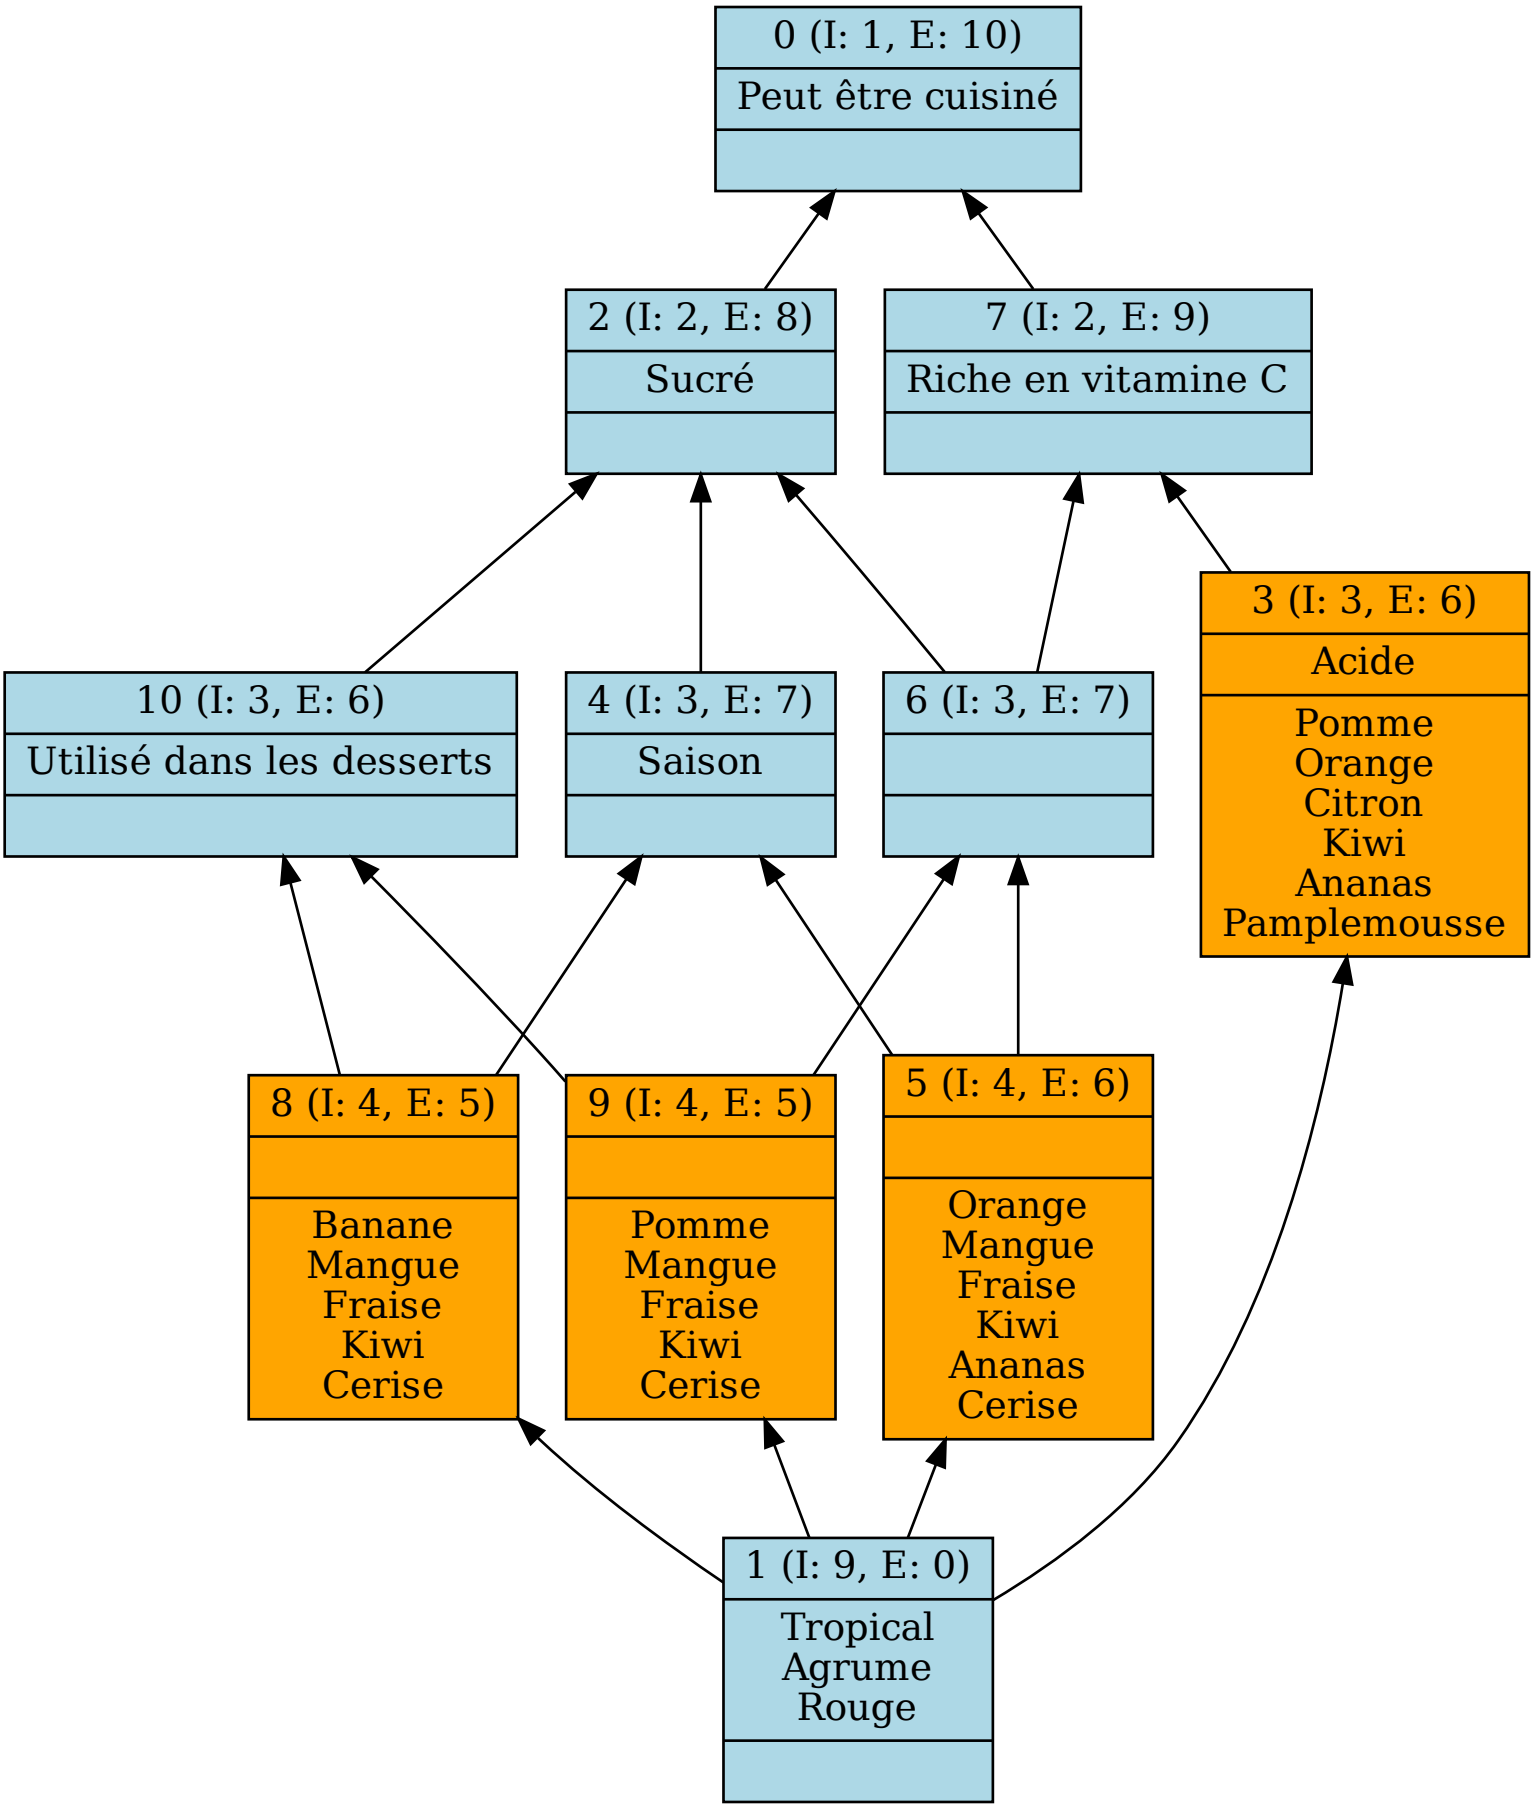 0 (I: 1, E: 10)
Peut être cuisiné
2 (I: 2, E: 8)
Sucré
7 (I: 2, E: 9)
Riche en vitamine C
3 (I: 3, E: 6)
Acide
Pomme
Orange
Citron
Kiwi
Ananas
Pamplemousse
10 (I: 3, E: 6)
Utilisé dans les desserts
4 (I: 3, E: 7)
Saison
6 (I: 3, E: 7)
8 (I: 4, E: 5)
Banane
Mangue
Fraise
Kiwi
Cerise
9 (I: 4, E: 5)
Pomme
Mangue
Fraise
Kiwi
Cerise
5 (I: 4, E: 6)
Orange
Mangue
Fraise
Kiwi
Ananas
Cerise
1 (I: 9, E: 0)
Tropical
Agrume
Rouge